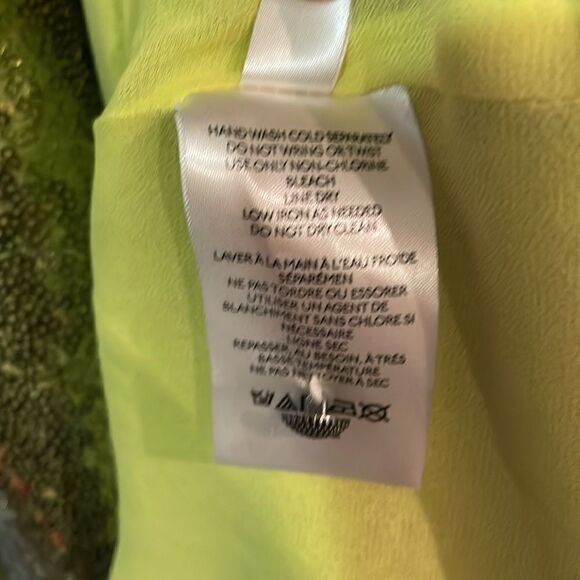 HAND WASH COLD SEPARATELY
DO NOT WRING OR TWIST
USE ONLY NON-CHLORINE
BLEACH
LINE DRY
LOW IRON AS NEEDED
DO NOT DRY CLEAN
LAVER À LA MAIN À L'EAU FROIDE
SÉPARÉMEN
NE PAS TORDRE OU ESSORER
UTILISER UN AGENT DE
BLANCHIMENT SANS CHLORE SI
NÉCESSAIRE
LIGNE SEC
REPASSER, AU BESOIN, À TRÉS
BASSE TEMPÉRATURE
NE PAS NETTOYER À SEC